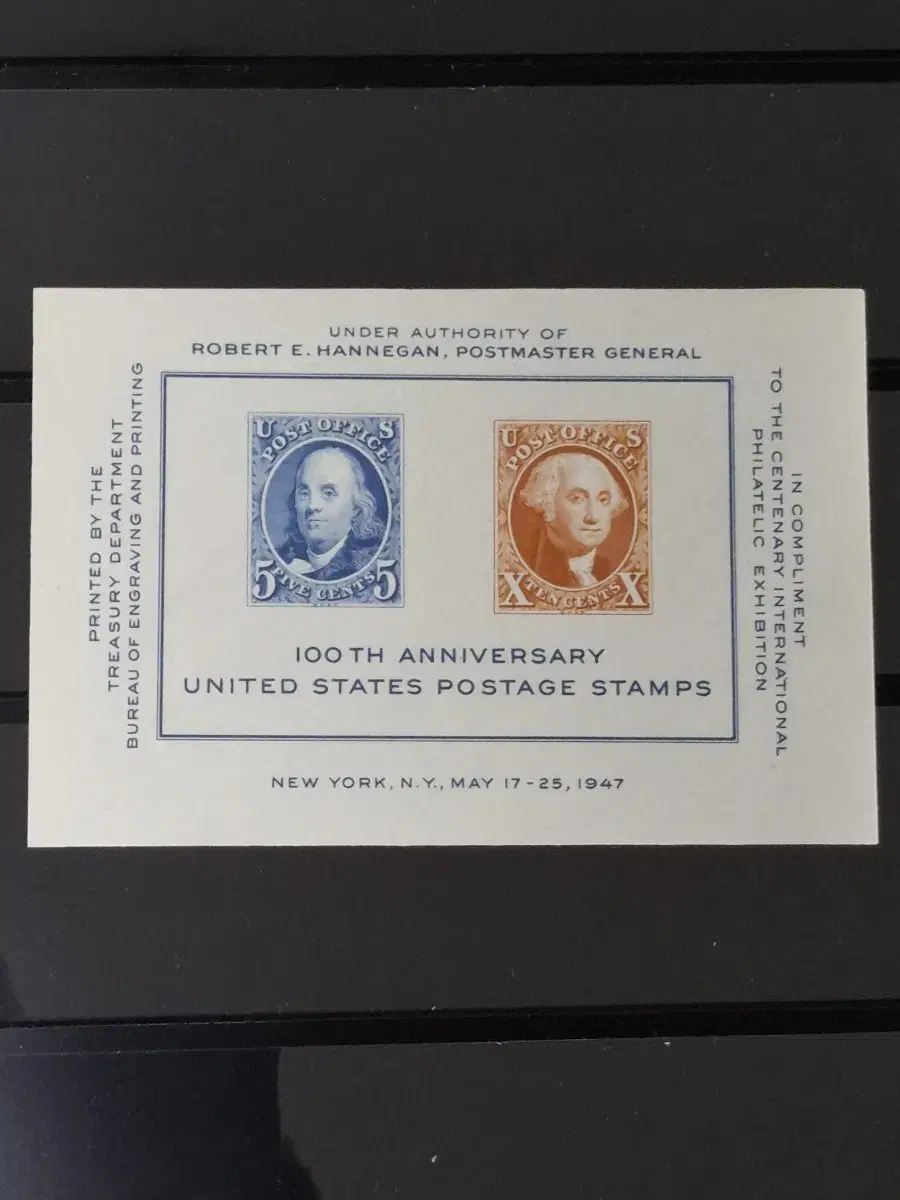 UNDER AUTHORITY OF
ROBERT E. HANNEGAN, POSTMASTER GENERAL
PRINTED BY THE
TREASURY DEPARTMENT
BUREAU OF ENGRAVING AND PRINTING
U S
POST OFFICE
5 FIVE CENTS 5
U S
POST OFFICE
X TEN CENTS X
100TH ANNIVERSARY
UNITED STATES POSTAGE STAMPS
IN COMPLIMENT
TO THE CENTENARY INTERNATIONAL
PHILATELIC EXHIBITION
NEW YORK, N.Y., MAY 17-25, 1947